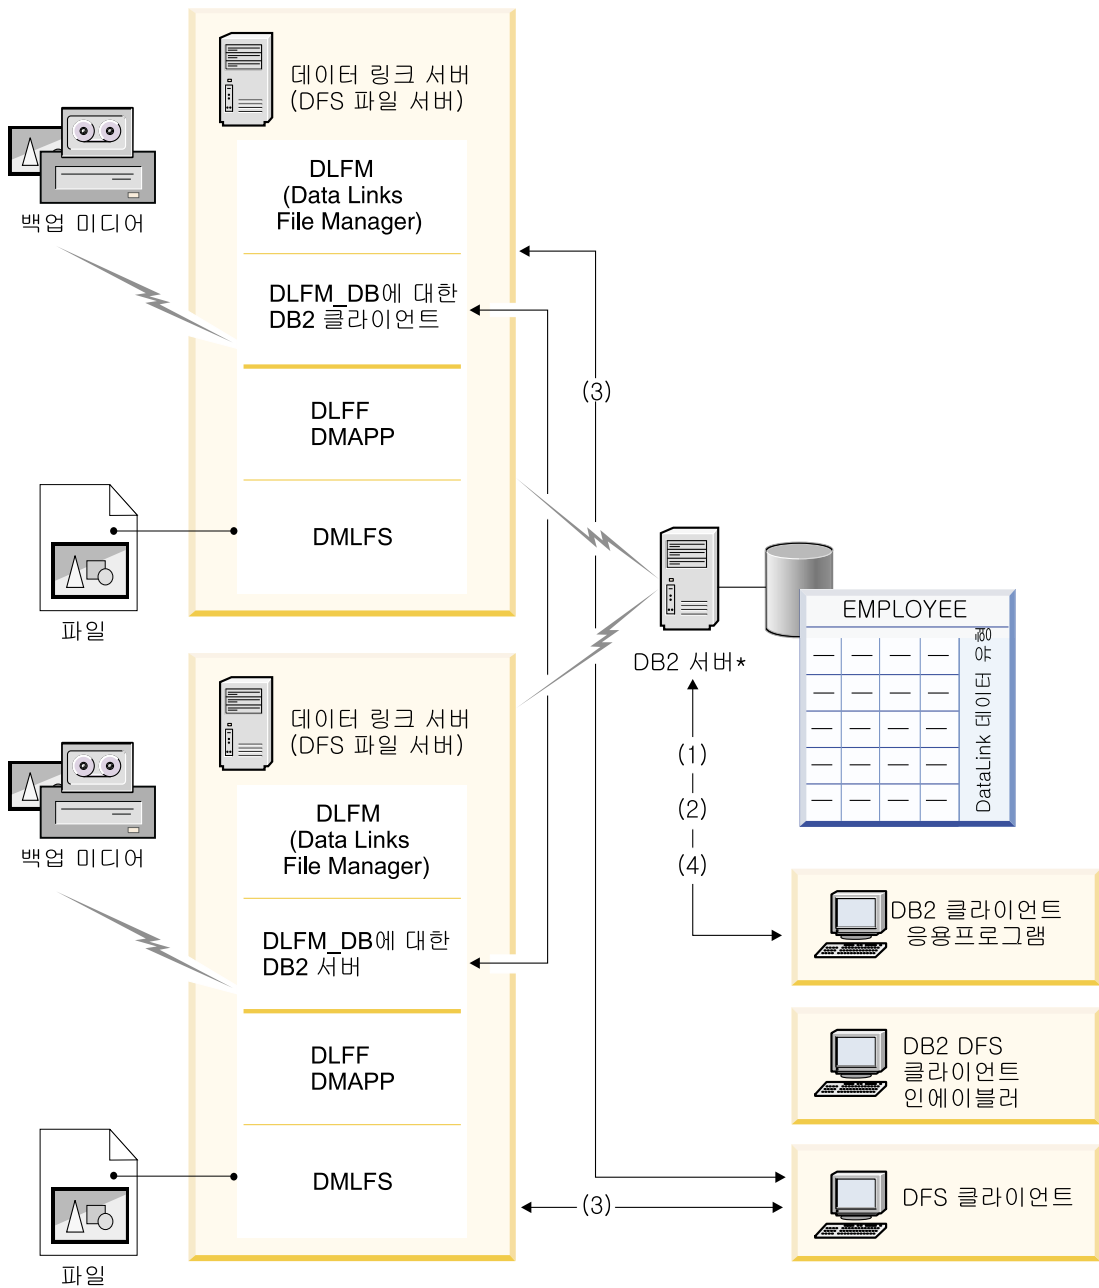 데이터 링크 서버
(DFS 파일 서버)
백업 미디어
DLFM
(Data Links
File Manager)
DLFM_DB에 대한
DB2 클라이언트
DLFF
DMAPP
DMLFS
파일
(3)
DB2 서버*
EMPLOYEE
DataLink 데이터 유형
데이터 링크 서버
(DFS 파일 서버)
백업 미디어
DLFM
(Data Links
File Manager)
DLFM_DB에 대한
DB2 서버
DLFF
DMAPP
DMLFS
파일
(1)
(2)
(4)
DB2 클라이언트
응용프로그램
DB2 DFS
클라이언트
인에이블러
(3)
DFS 클라이언트